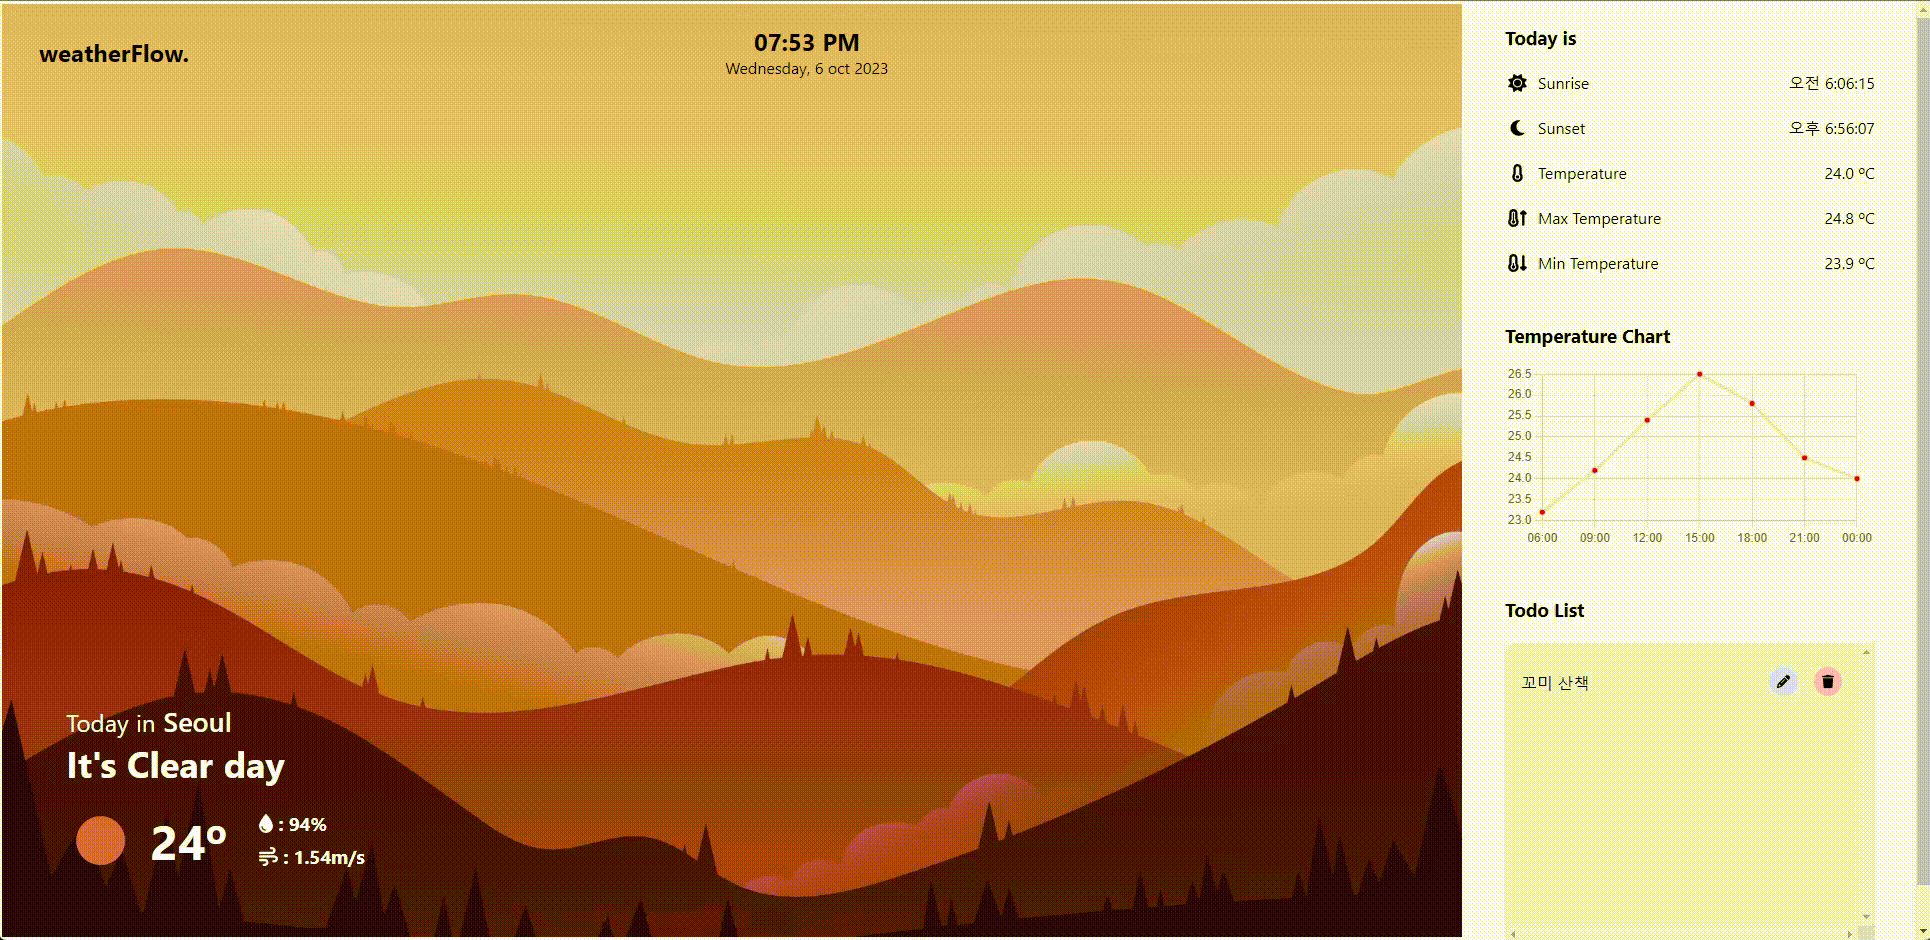 weatherFlow.
07:53 PM
Wednesday, 6 oct 2023
Today in Seoul
It's Clear day
24º
: 94%
: 1.54m/s
Today is
Sunrise 오전 6:06:15
Sunset 오후 6:56:07
Temperature 24.0 ºC
Max Temperature 24.8 ºC
Min Temperature 23.9 ºC
Temperature Chart
26.5
26.0
25.5
25.0
24.5
24.0
23.5
23.0
06:00 09:00 12:00 15:00 18:00 21:00 00:00
Todo List
꼬미 산책